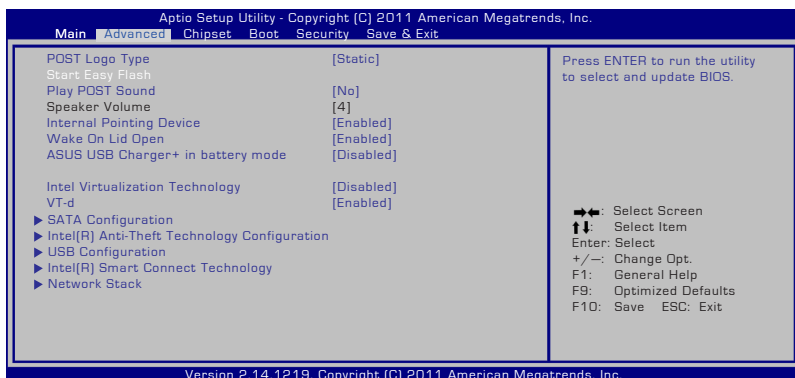 Aptio Setup Utility - Copyright (C) 2011 American Megatrends, Inc.
Main Advanced Chipset Boot Security Save & Exit
POST Logo Type [Static]
Start Easy Flash
Play POST Sound [No]
Speaker Volume [4]
Internal Pointing Device [Enabled]
Wake On Lid Open [Enabled]
ASUS USB Charger+ in battery mode [Disabled]
Intel Virtualization Technology [Disabled]
VT-d [Enabled]
SATA Configuration
Intel(R) Anti-Theft Technology Configuration
USB Configuration
Intel(R) Smart Connect Technology
Network Stack
Press ENTER to run the utility
to select and update BIOS.
→←: Select Screen
↑↓: Select Item
Enter: Select
+/—: Change Opt.
F1: General Help
F9: Optimized Defaults
F10: Save ESC: Exit
Version 2.14.1219. Copyright (C) 2011 American Megatrends, Inc.